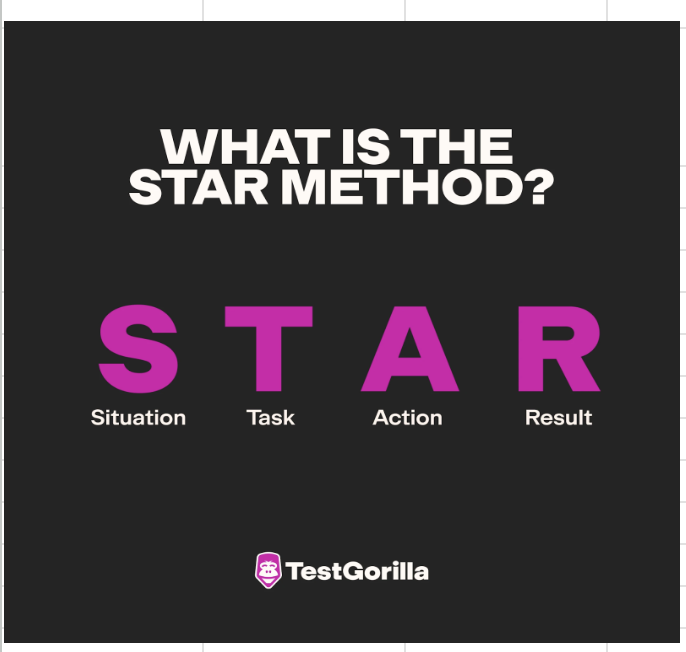 WHAT IS THE
STAR METHOD?
S T A R
Situation Task Action Result
TestGorilla